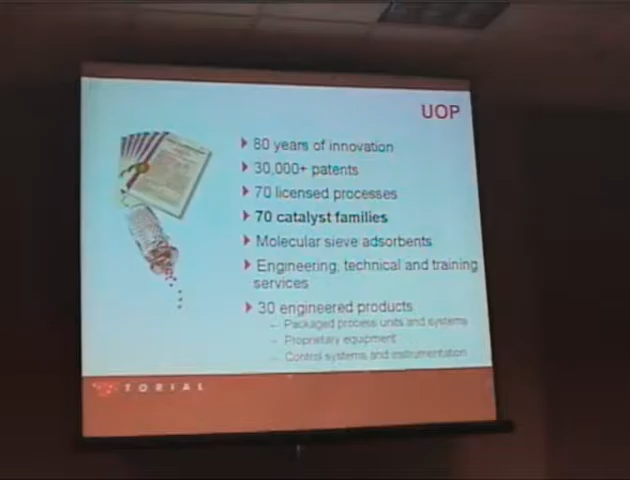 UOP
80 years of innovation
30,000+ patents
70 licensed processes
70 catalyst families
Molecular sieve adsorbents
Engineering, technical and training
services
30 engineered products
– Packaged process units and systems
– Proprietary equipment
– Control systems and instrumentation
TORIAL